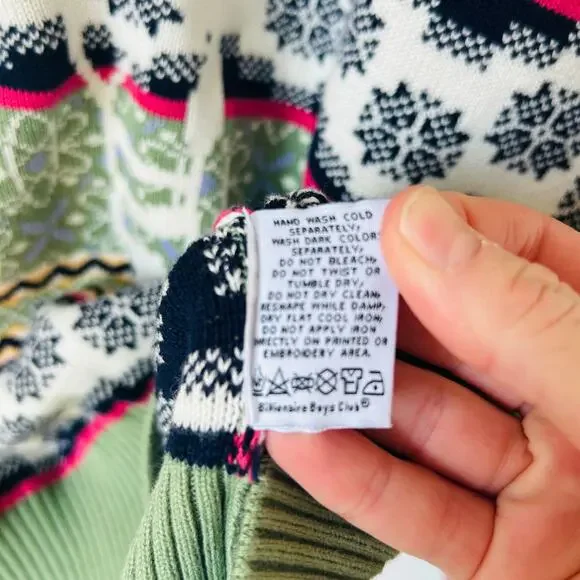 HAND WASH COLD
SEPARATELY;
WASH DARK COLOR
SEPARATELY;
DO NOT BLEACH;
DO NOT TWIST OR
TUMBLE DRY;
DO NOT DRY CLEAN;
RESHAPE WHILE DAMP;
DRY FLAT COOL IRON;
DO NOT APPLY IRON
DIRECTLY ON PRINTED OR
EMBROIDERY AREA.
Billionaire Boys Club®